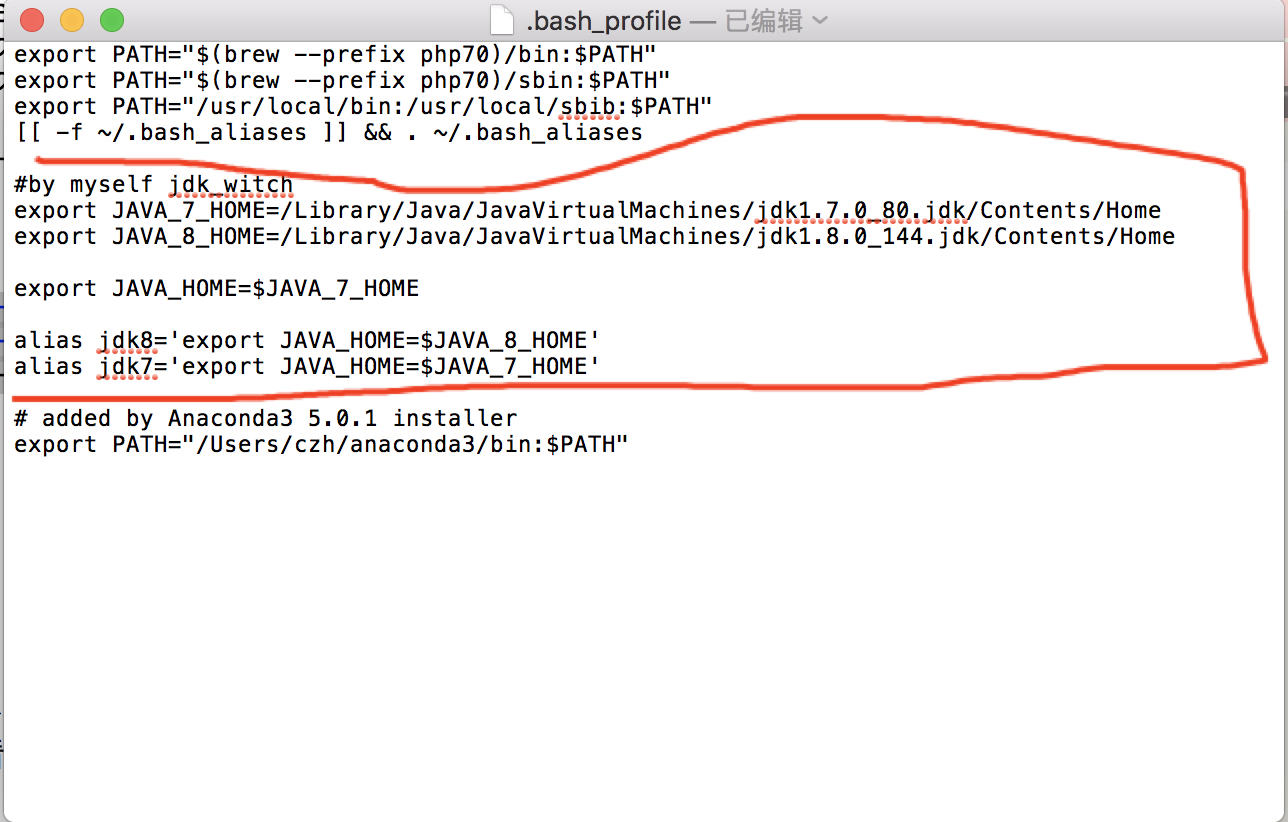 .bash_profile — 已编辑
export PATH="$(brew --prefix php70)/bin:$PATH"
export PATH="$(brew --prefix php70)/sbin:$PATH"
export PATH="/usr/local/bin:/usr/local/sbib:$PATH"
[[ -f ~/.bash_aliases ]] && . ~/.bash_aliases
#by myself jdk_witch
export JAVA_7_HOME=/Library/Java/JavaVirtualMachines/jdk1.7.0_80.jdk/Contents/Home
export JAVA_8_HOME=/Library/Java/JavaVirtualMachines/jdk1.8.0_144.jdk/Contents/Home
export JAVA_HOME=$JAVA_7_HOME
alias jdk8='export JAVA_HOME=$JAVA_8_HOME'
alias jdk7='export JAVA_HOME=$JAVA_7_HOME'
# added by Anaconda3 5.0.1 installer
export PATH="/Users/czh/anaconda3/bin:$PATH"